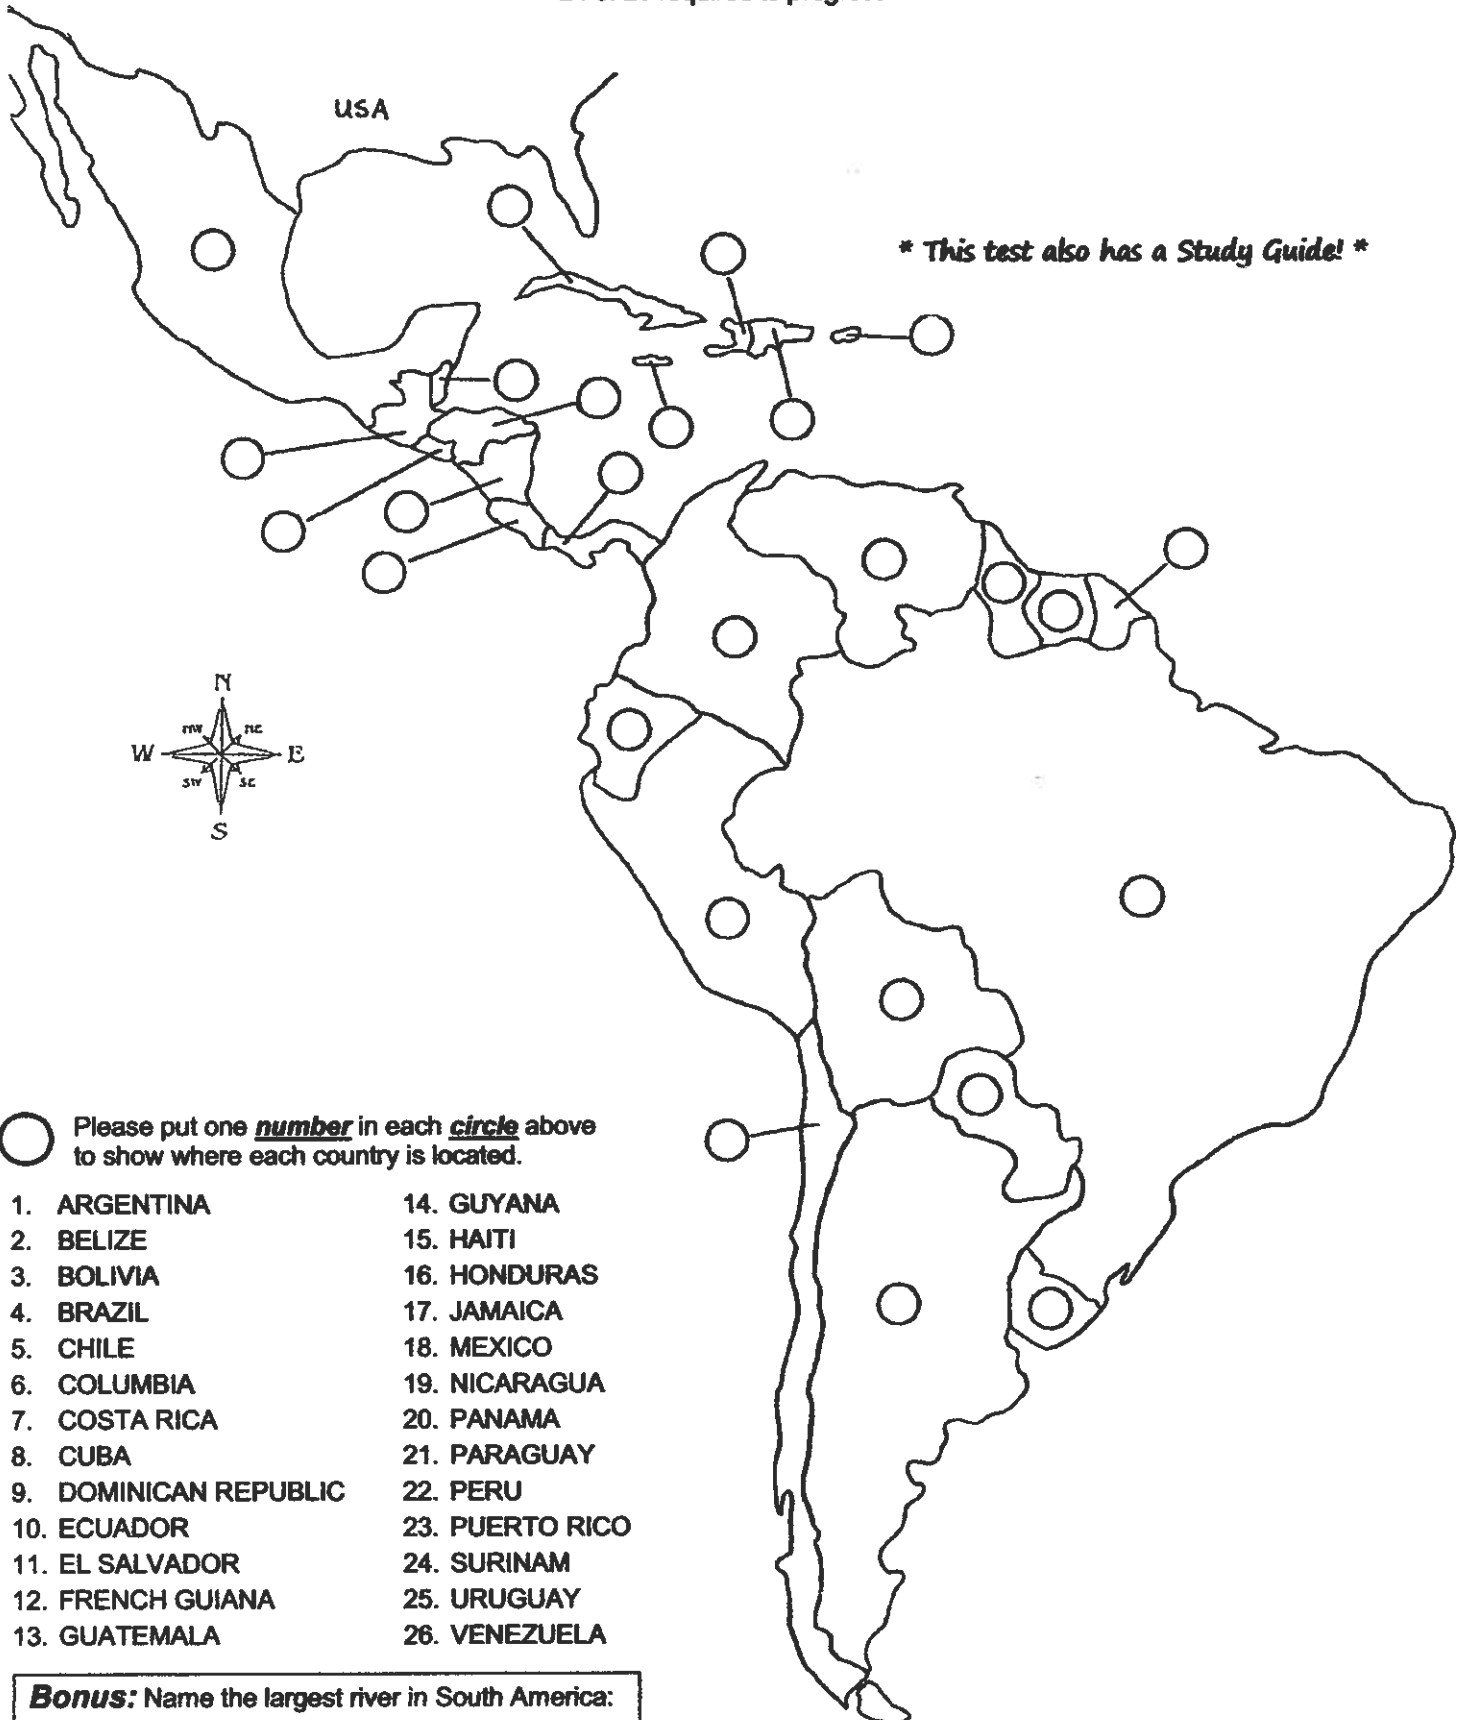 USA
* This test also has a Study Guide! *
N
NW NE
W E
SW SE
S
Please put one number in each circle above
to show where each country is located.
1. ARGENTINA
2. BELIZE
3. BOLIVIA
4. BRAZIL
5. CHILE
6. COLUMBIA
7. COSTA RICA
8. CUBA
9. DOMINICAN REPUBLIC
10. ECUADOR
11. EL SALVADOR
12. FRENCH GUIANA
13. GUATEMALA
14. GUYANA
15. HAITI
16. HONDURAS
17. JAMAICA
18. MEXICO
19. NICARAGUA
20. PANAMA
21. PARAGUAY
22. PERU
23. PUERTO RICO
24. SURINAM
25. URUGUAY
26. VENEZUELA
Bonus: Name the largest river in South America: